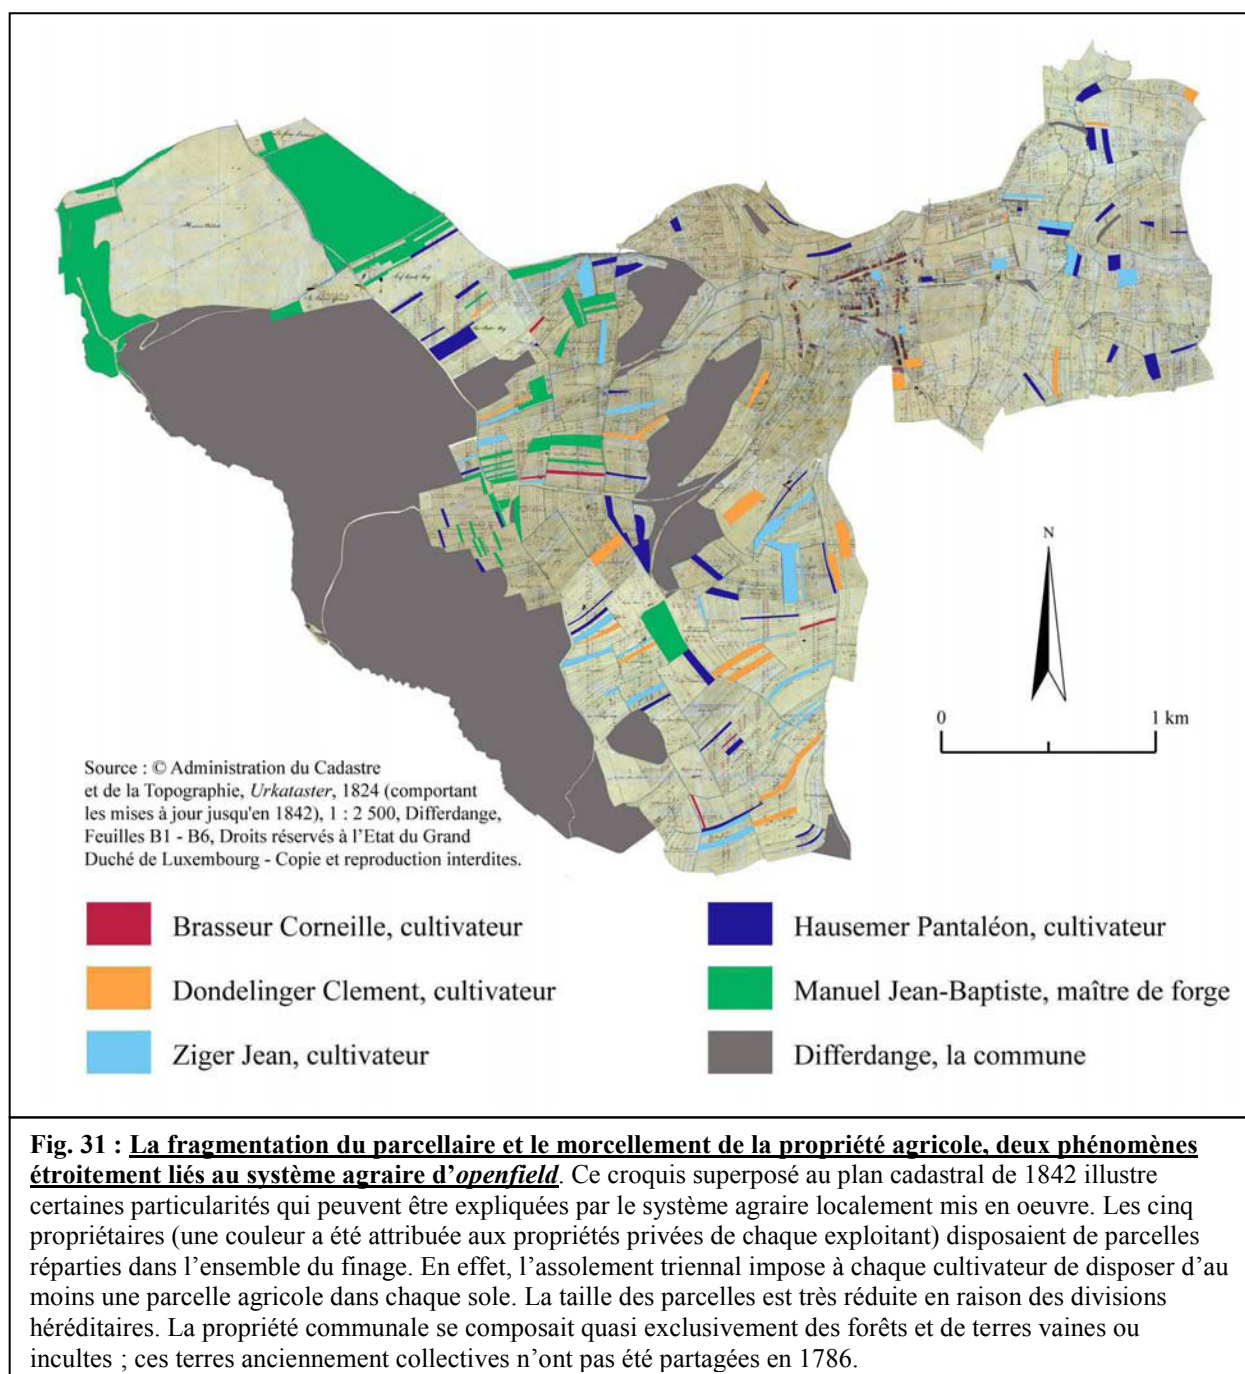 N
0
1 km
Source : © Administration du Cadastre
et de la Topographie, Urkataster, 1824 (comportant
les mises à jour jusqu'en 1842), 1 : 2 500, Differdange,
Feuilles B1 - B6, Droits réservés à l'Etat du Grand
Duché de Luxembourg - Copie et reproduction interdites.
Brasseur Corneille, cultivateur
Dondelinger Clement, cultivateur
Ziger Jean, cultivateur
Hausemer Pantaléon, cultivateur
Manuel Jean-Baptiste, maître de forge
Differdange, la commune
Fig. 31 : La fragmentation du parcellaire et le morcellement de la propriété agricole, deux phénomènes
étroitement liés au système agraire d'openfield. Ce croquis superposé au plan cadastral de 1842 illustre
certaines particularités qui peuvent être expliquées par le système agraire localement mis en oeuvre. Les cinq
propriétaires (une couleur a été attribuée aux propriétés privées de chaque exploitant) disposaient de parcelles
réparties dans l'ensemble du finage. En effet, l'assolement triennal impose à chaque cultivateur de disposer d'au
moins une parcelle agricole dans chaque sole. La taille des parcelles est très réduite en raison des divisions
héréditaires. La propriété communale se composait quasi exclusivement des forêts et de terres vaines ou
incultes ; ces terres anciennement collectives n'ont pas été partagées en 1786.